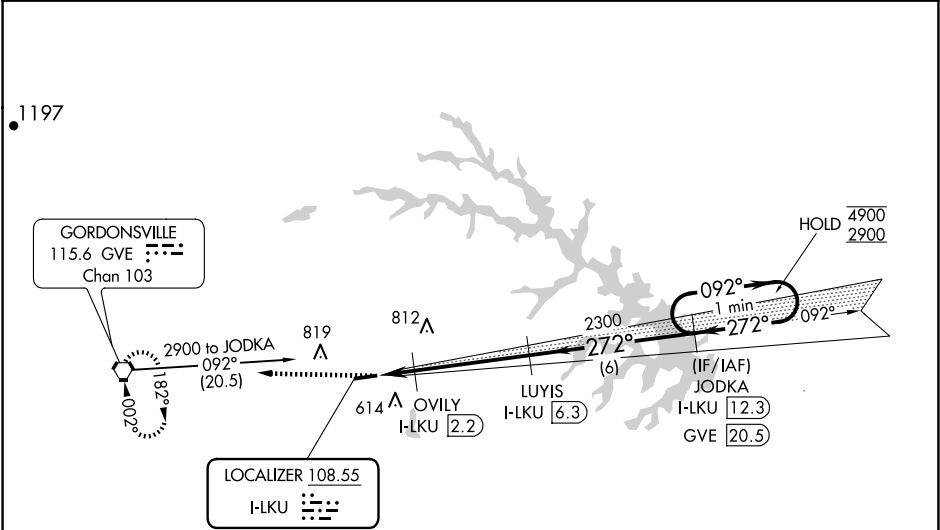 1197
GORDONSVILLE
115.6 GVE
Chan 103
HOLD 4900
2900
092°
1 min
272°
092°
2300
272°
(6)
812
819
2900 to JODKA
092°
(20.5)
182°
002°
614
OVILY
I-LKU 2.2
LUYIS
I-LKU 6.3
(IF/IAF)
JODKA
I-LKU 12.3
GVE 20.5
LOCALIZER 108.55
I-LKU